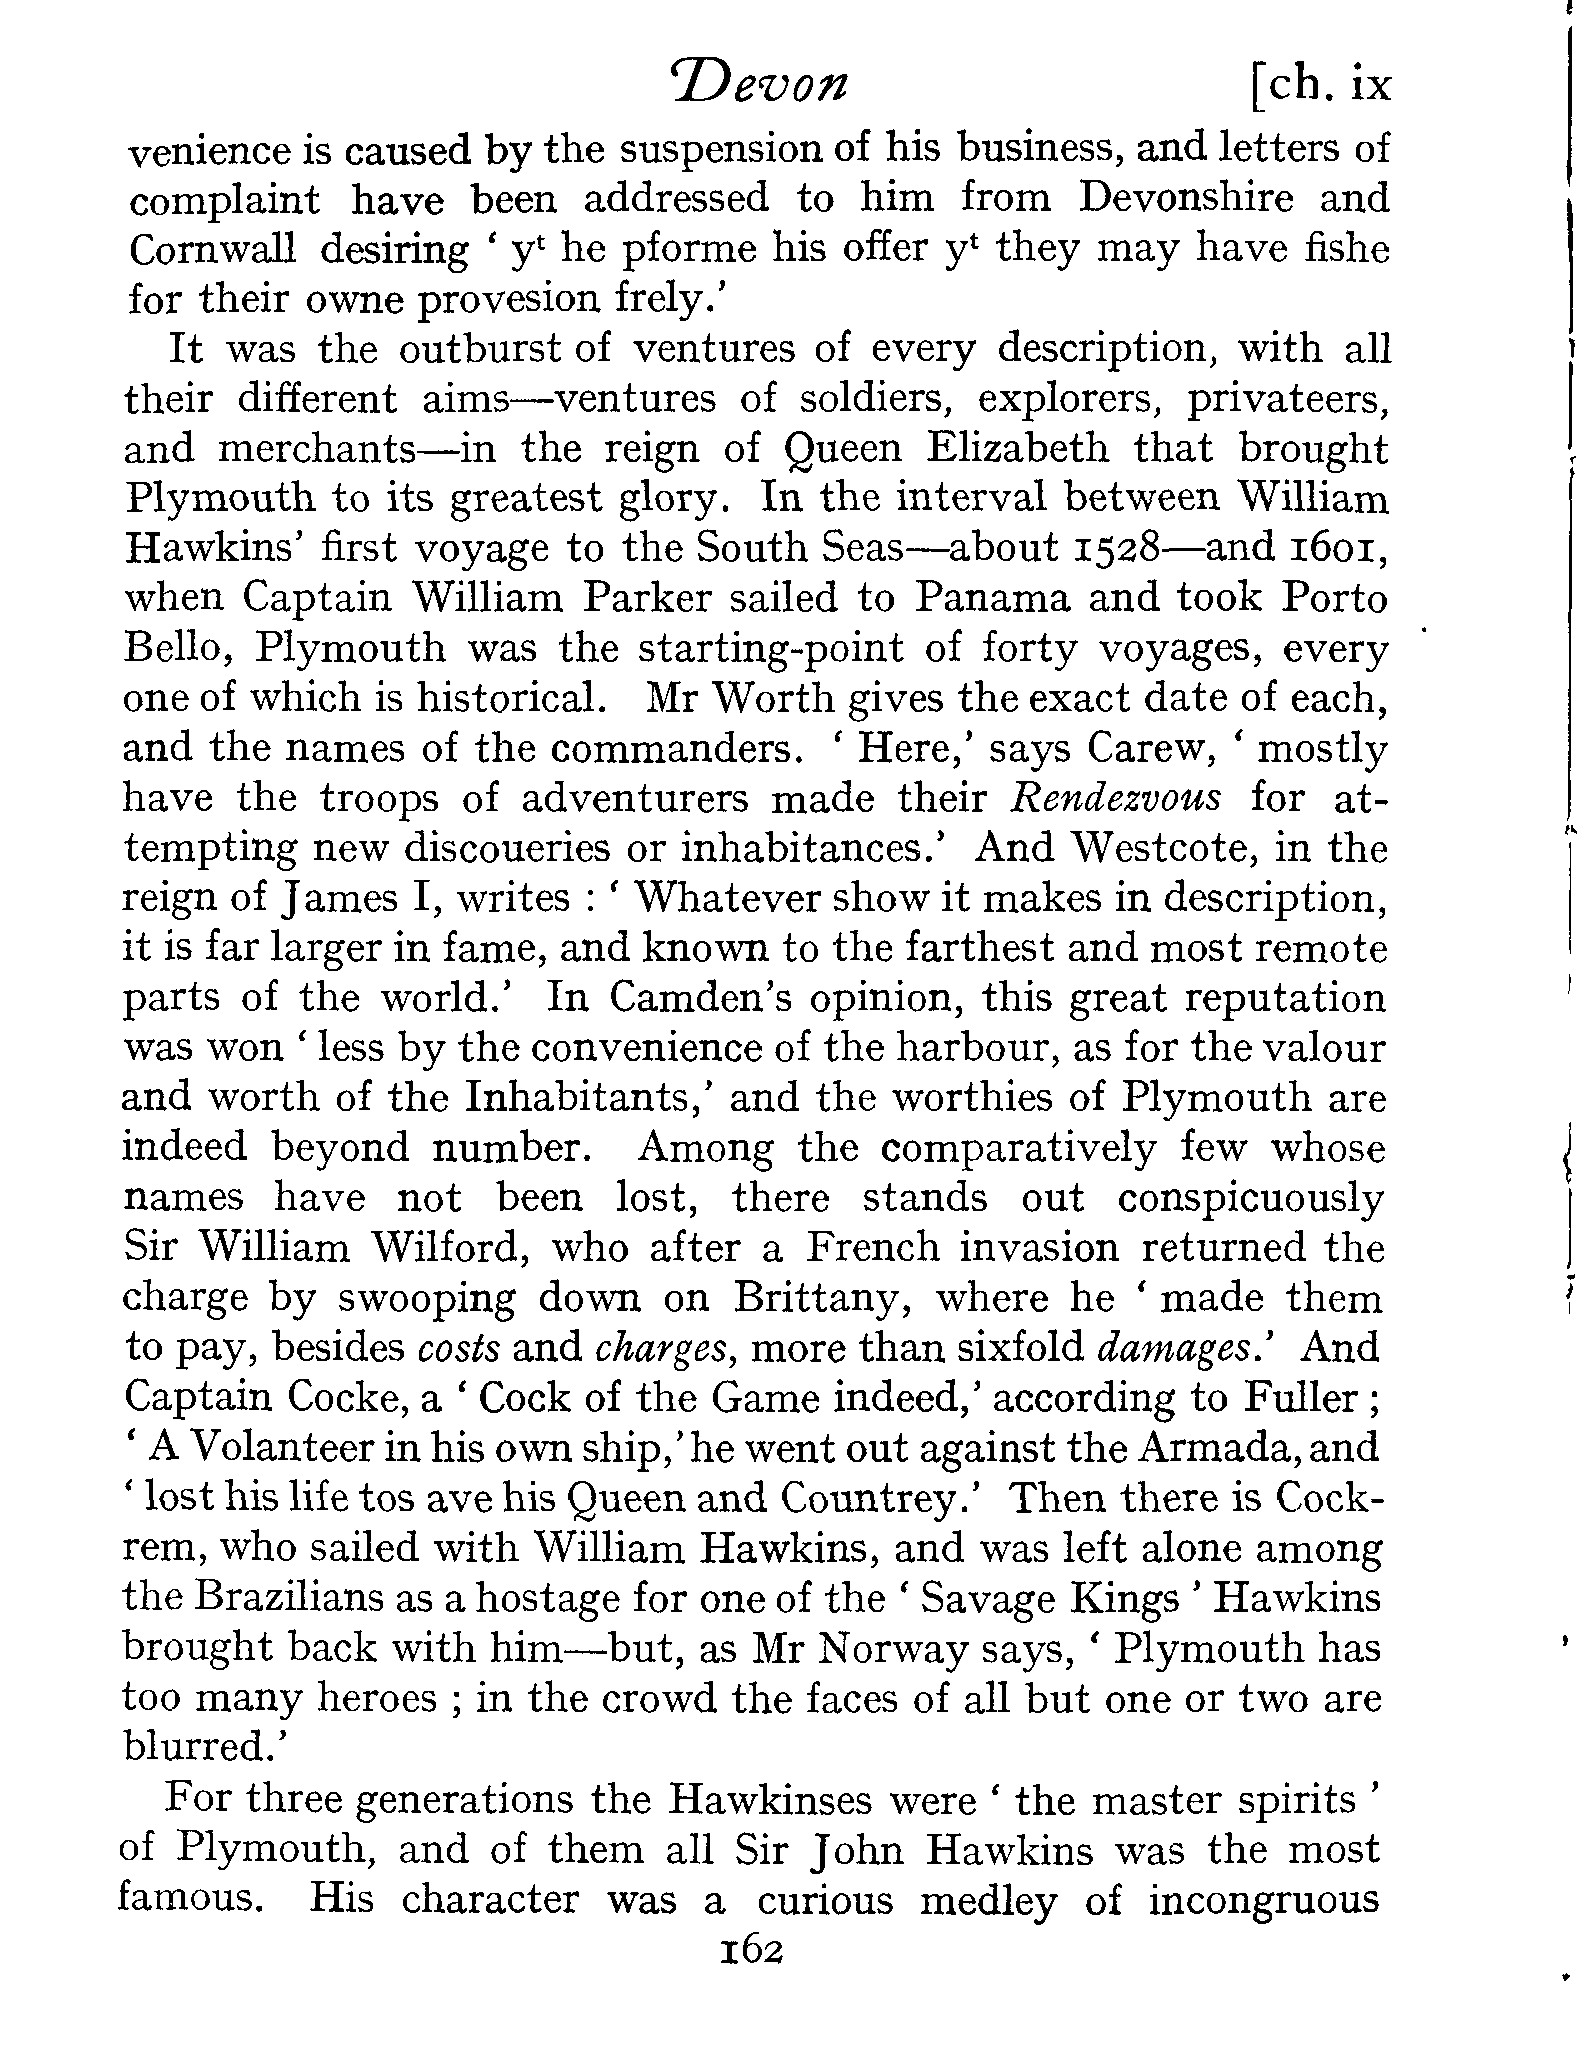 Devon [ch. ix
venience is caused by the suspension of his business, and letters of
complaint have been addressed to him from Devonshire and
Cornwall desiring ‘ yᵗ he pforme his offer yᵗ they may have fishe
for their owne provesion frely.’
It was the outburst of ventures of every description, with all
their different aims—ventures of soldiers, explorers, privateers,
and merchants—in the reign of Queen Elizabeth that brought
Plymouth to its greatest glory. In the interval between William
Hawkins’ first voyage to the South Seas—about 1528—and 1601,
when Captain William Parker sailed to Panama and took Porto
Bello, Plymouth was the starting-point of forty voyages, every
one of which is historical. Mr Worth gives the exact date of each,
and the names of the commanders. ‘ Here,’ says Carew, ‘ mostly
have the troops of adventurers made their Rendezvous for at-
tempting new discoueries or inhabitances.’ And Westcote, in the
reign of James I, writes : ‘ Whatever show it makes in description,
it is far larger in fame, and known to the farthest and most remote
parts of the world.’ In Camden’s opinion, this great reputation
was won ‘ less by the convenience of the harbour, as for the valour
and worth of the Inhabitants,’ and the worthies of Plymouth are
indeed beyond number. Among the comparatively few whose
names have not been lost, there stands out conspicuously
Sir William Wilford, who after a French invasion returned the
charge by swooping down on Brittany, where he ‘ made them
to pay, besides costs and charges, more than sixfold damages.’ And
Captain Cocke, a ‘ Cock of the Game indeed,’ according to Fuller ;
‘ A Volanteer in his own ship,’ he went out against the Armada, and
‘ lost his life tos ave his Queen and Countrey.’ Then there is Cock-
rem, who sailed with William Hawkins, and was left alone among
the Brazilians as a hostage for one of the ‘ Savage Kings ’ Hawkins
brought back with him—but, as Mr Norway says, ‘ Plymouth has
too many heroes ; in the crowd the faces of all but one or two are
blurred.’
For three generations the Hawkinses were ‘ the master spirits ’
of Plymouth, and of them all Sir John Hawkins was the most
famous. His character was a curious medley of incongruous
162